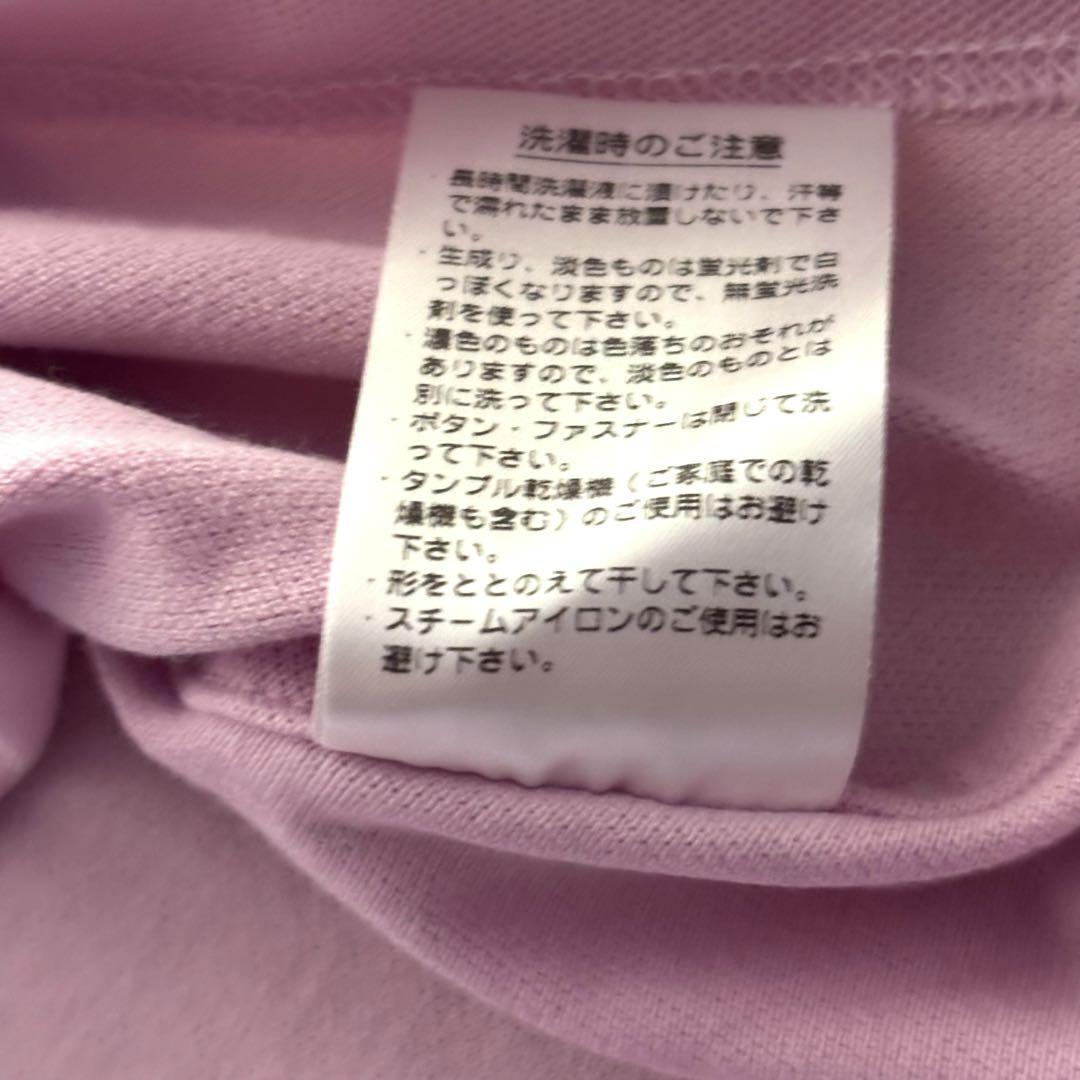 洗濯時のご注意
・長時間洗濯液に漬けたり、汗等
で濡れたまま放置しないで下さ
い。
・生成り、淡色ものは蛍光剤で白
っぽくなりますので、無蛍光洗
剤を使って下さい。
・濃色のものは色落ちのおそれが
ありますので、淡色のものとは
別に洗って下さい。
・ボタン・ファスナーは閉じて洗
って下さい。
・タンブル乾燥機（ご家庭での乾
燥機も含む）のご使用はお避け
下さい。
・形をととのえて干して下さい。
・スチームアイロンのご使用はお
避け下さい。